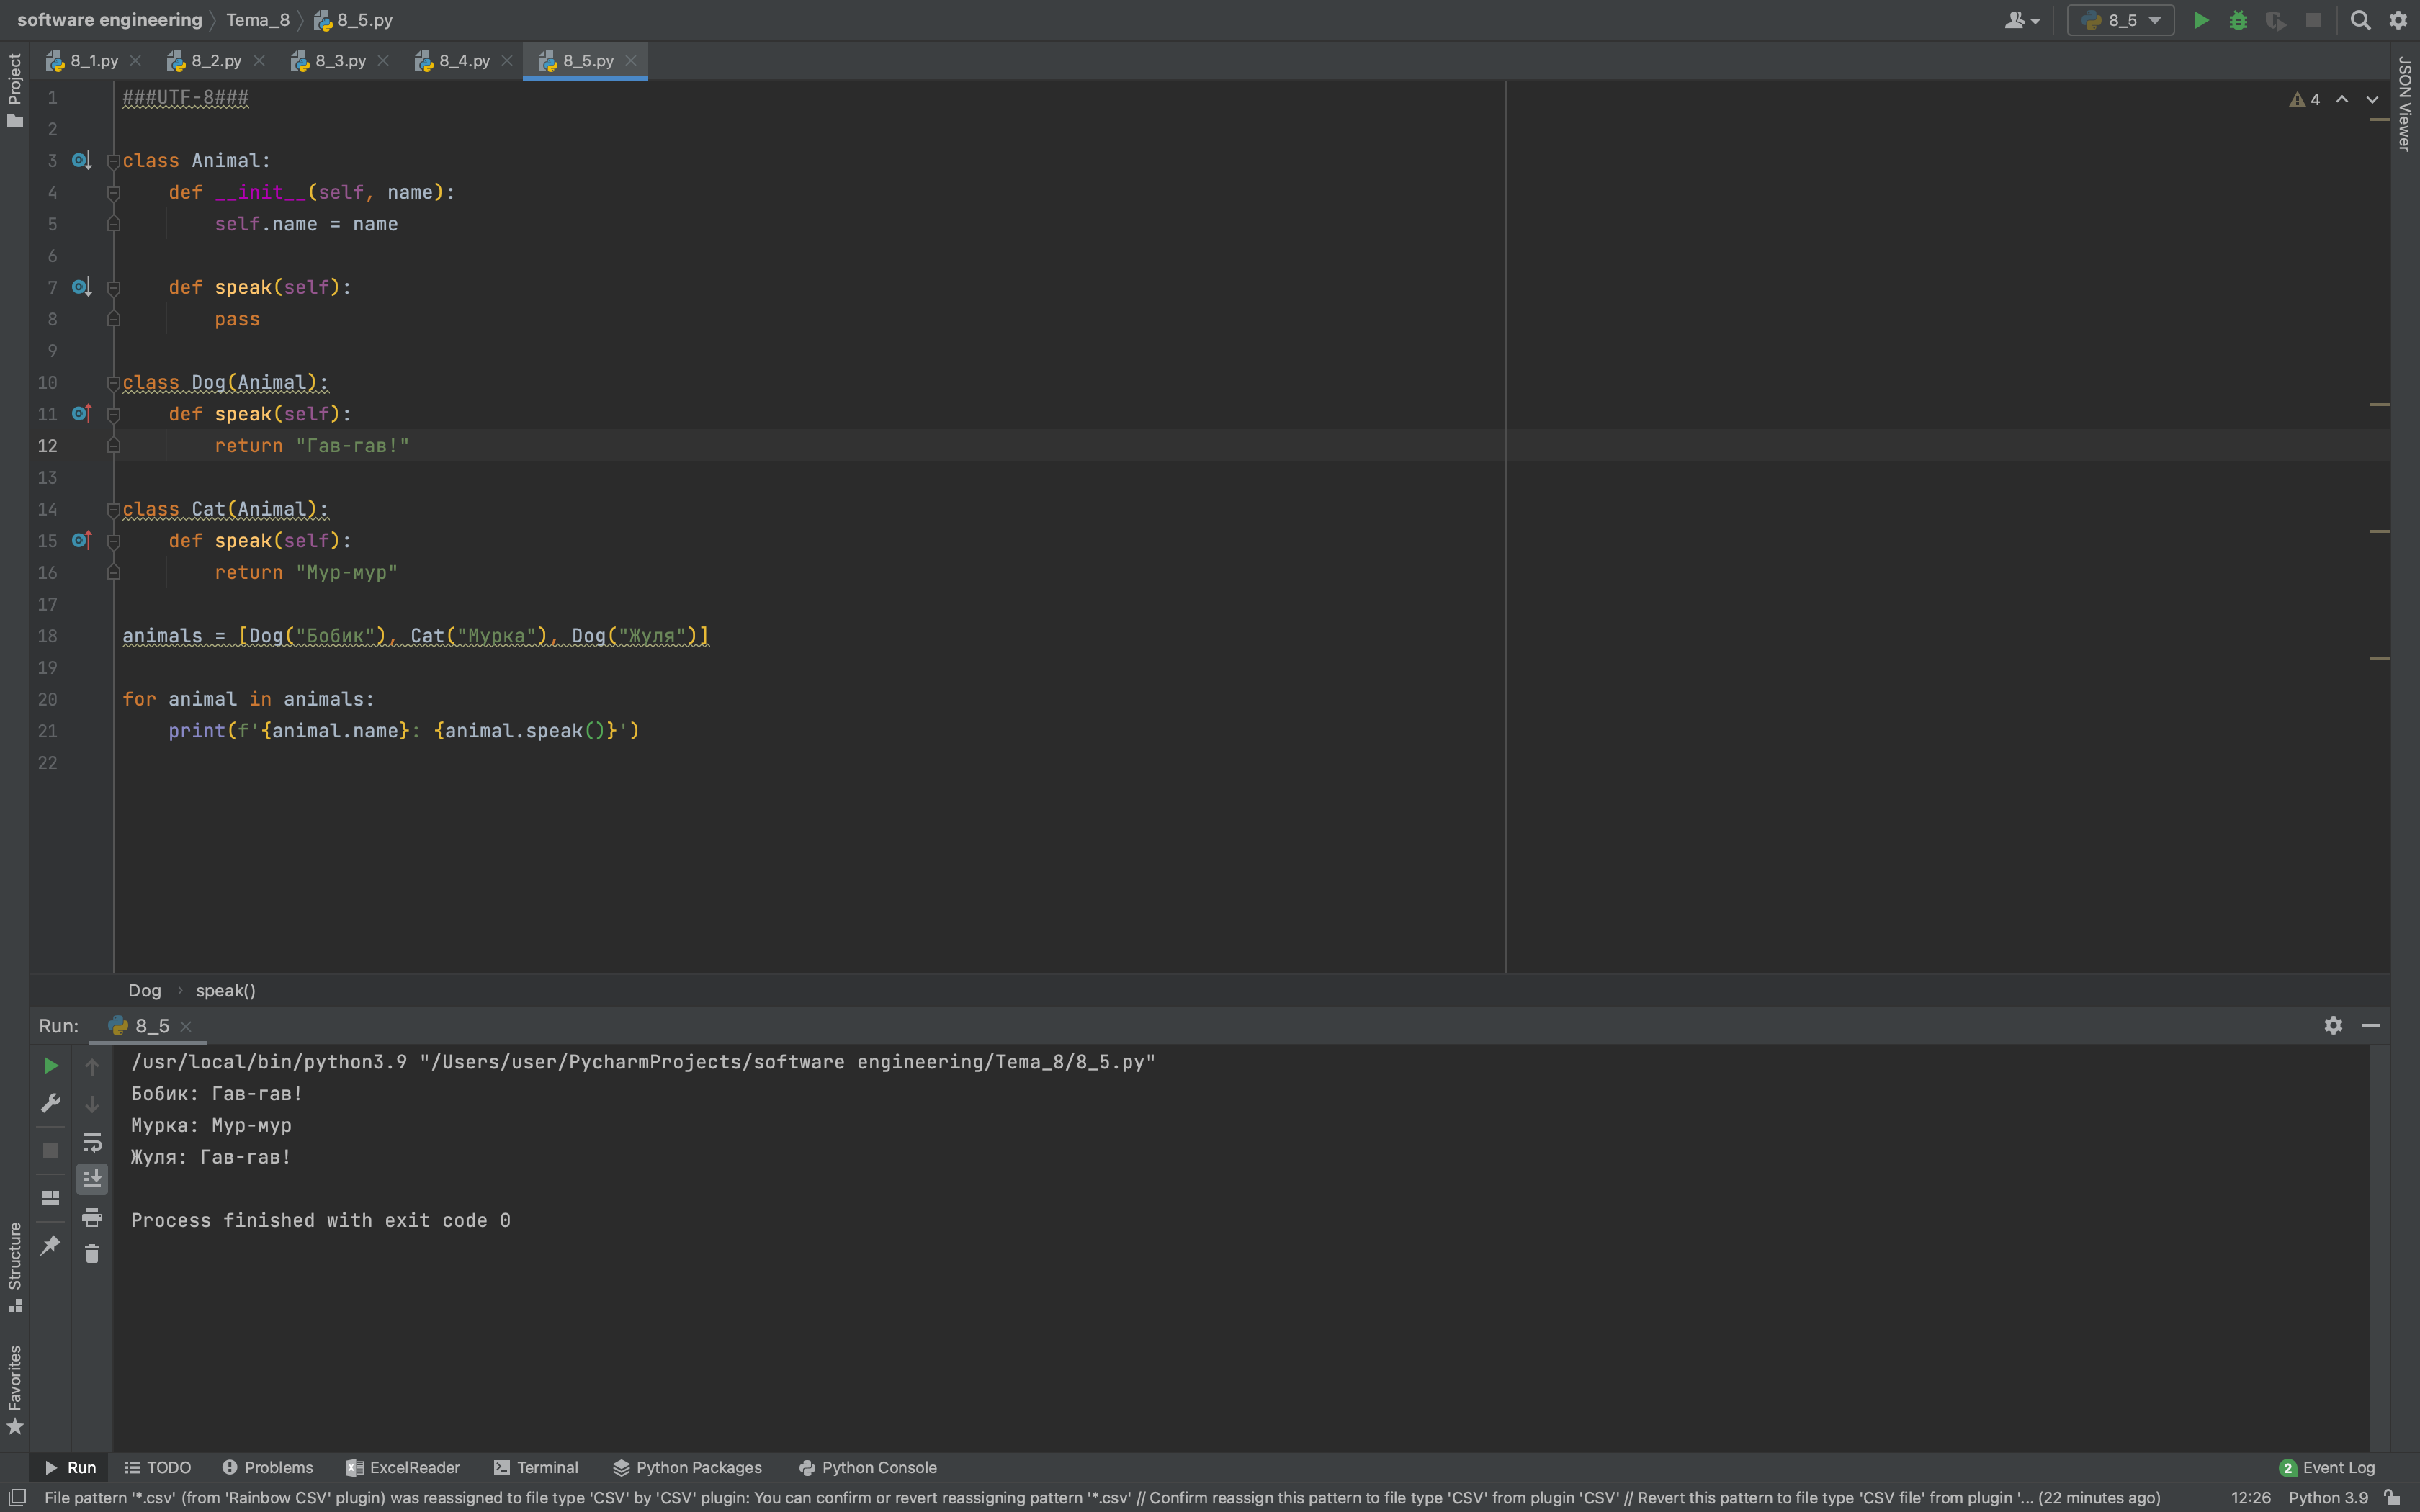 software engineering Tema_8 8_5.py 8_5
8_1.py 8_2.py 8_3.py 8_4.py 8_5.py
Project
JSON Viewer
4
1 ###UTF-8###
2
3 class Animal:
4 def __init__(self, name):
5 self.name = name
6
7 def speak(self):
8 pass
9
10 class Dog(Animal):
11 def speak(self):
12 return "Гав-гав!"
13
14 class Cat(Animal):
15 def speak(self):
16 return "Мур-мур"
17
18 animals = [Dog("Бобик"), Cat("Мурка"), Dog("Жуля")]
19
20 for animal in animals:
21 print(f'{animal.name}: {animal.speak()}')
22
Dog speak()
Run: 8_5
/usr/local/bin/python3.9 "/Users/user/PycharmProjects/software engineering/Tema_8/8_5.py"
Бобик: Гав-гав!
Мурка: Мур-мур
Жуля: Гав-гав!
Process finished with exit code 0
Structure
Favorites
Run TODO Problems ExcelReader Terminal Python Packages Python Console 2 Event Log
File pattern '*.csv' (from 'Rainbow CSV' plugin) was reassigned to file type 'CSV' by 'CSV' plugin: You can confirm or revert reassigning pattern '*.csv' // Confirm reassign this pattern to file type 'CSV' from plugin 'CSV' // Revert this pattern to file type 'CSV file' from plugin '... (22 minutes ago) 12:26 Python 3.9